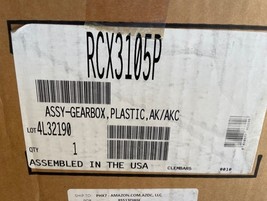 RCX3105P
ASSY-GEARBOX,PLASTIC,AK/AKC
LOT 4L32190
QTY 1
ASSEMBLED IN THE USA